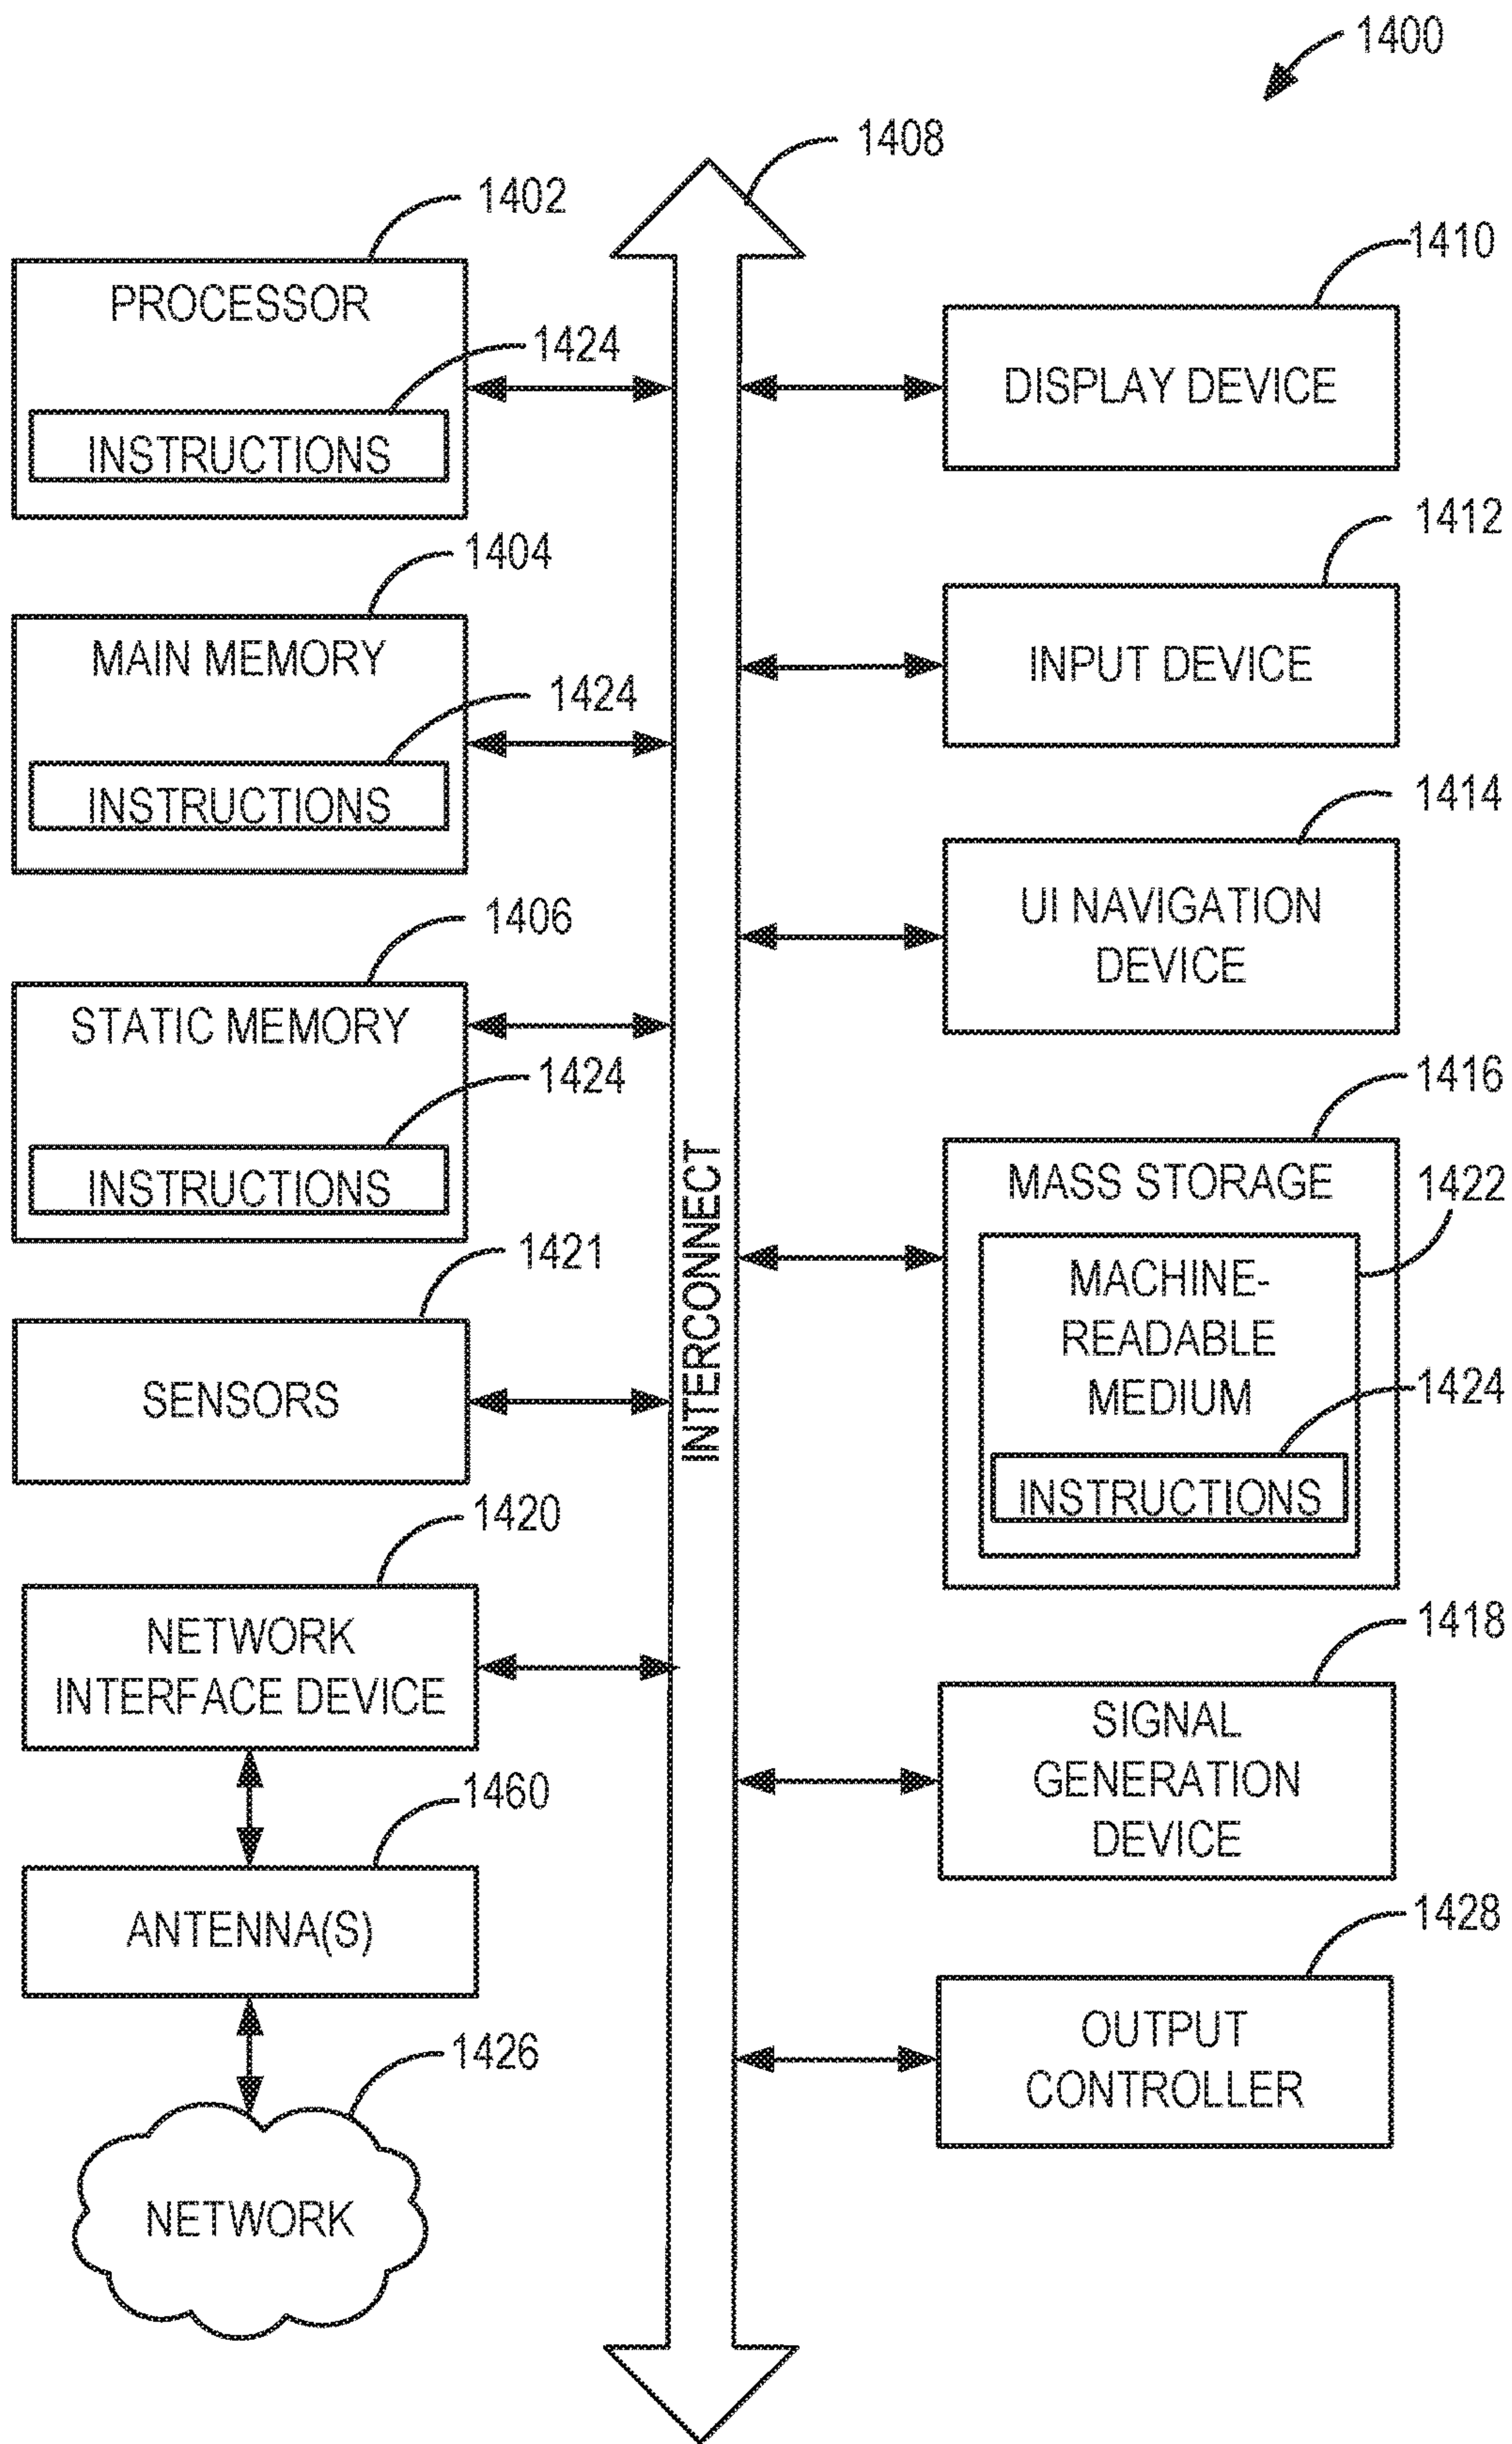 1400
1408
1402
PROCESSOR
1424
INSTRUCTIONS
1404
MAIN MEMORY
1424
INSTRUCTIONS
1406
STATIC MEMORY
1424
INSTRUCTIONS
1421
SENSORS
1420
NETWORK
INTERFACE DEVICE
1460
ANTENNA(S)
1426
NETWORK
INTERCONNECT
1410
DISPLAY DEVICE
1412
INPUT DEVICE
1414
UI NAVIGATION
DEVICE
1416
MASS STORAGE
1422
MACHINE-
READABLE
MEDIUM
1424
INSTRUCTIONS
1418
SIGNAL
GENERATION
DEVICE
1428
OUTPUT
CONTROLLER